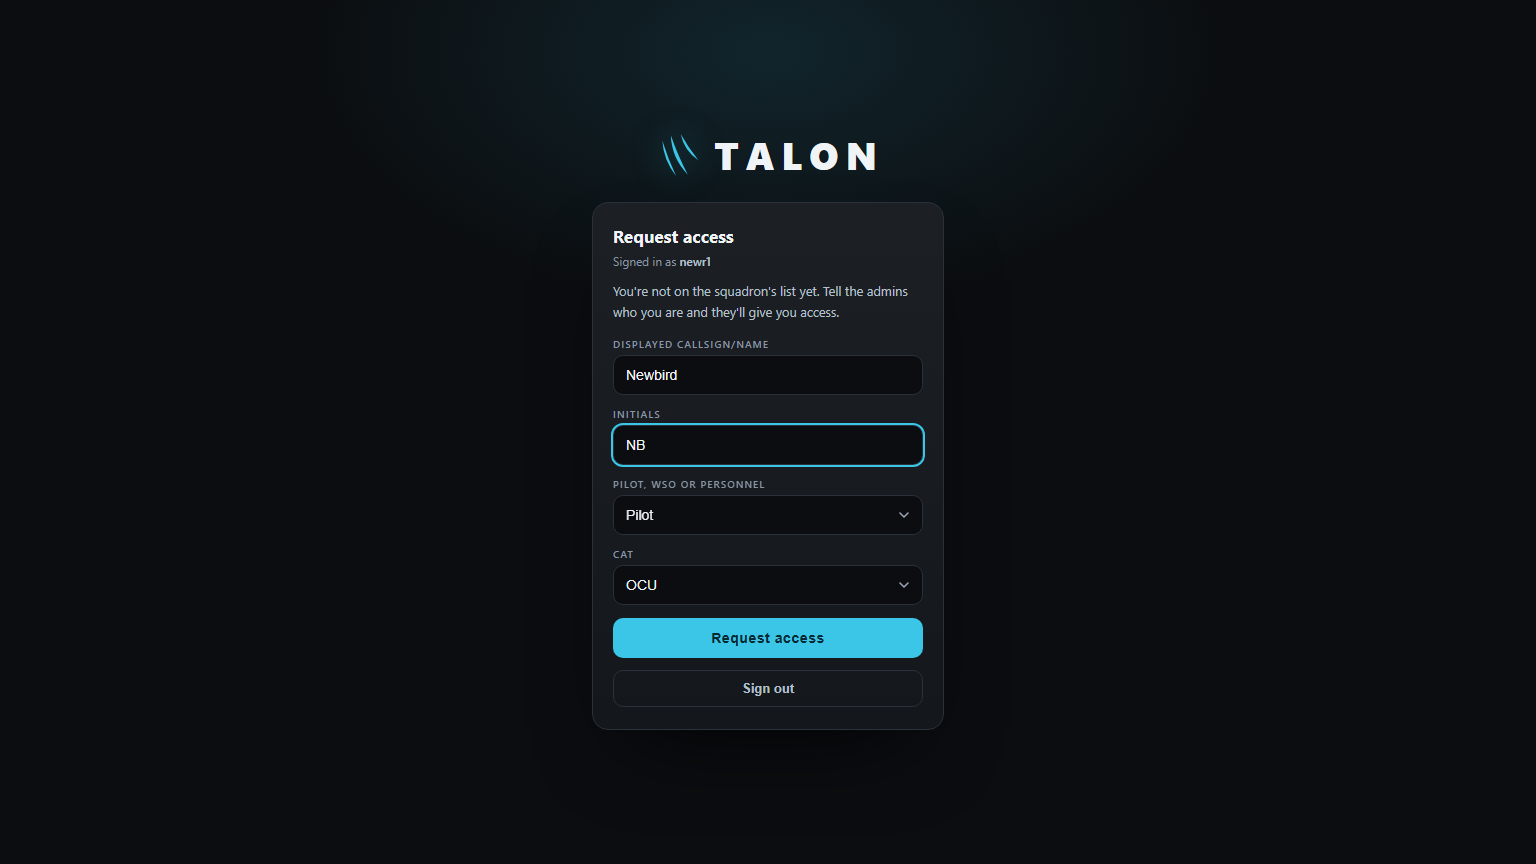 TALON
Request access
Signed in as newr1
You're not on the squadron's list yet. Tell the admins
who you are and they'll give you access.
DISPLAYED CALLSIGN/NAME
Newbird
INITIALS
NB
PILOT, WSO OR PERSONNEL
Pilot
CAT
OCU
Request access
Sign out